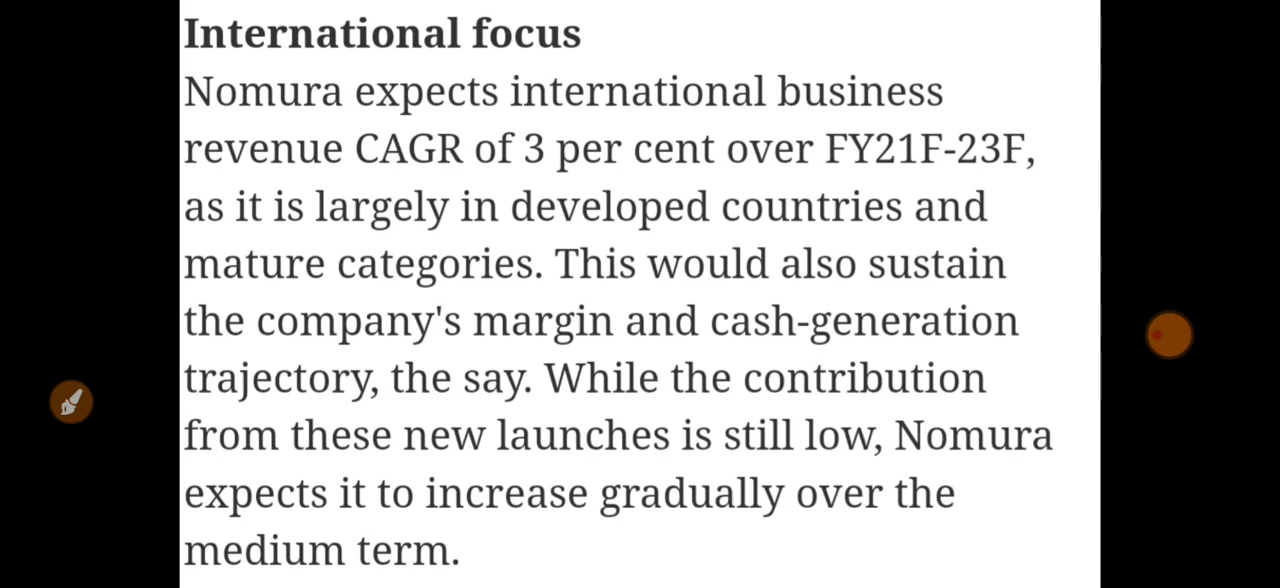 International focus
Nomura expects international business
revenue CAGR of 3 per cent over FY21F-23F,
as it is largely in developed countries and
mature categories. This would also sustain
the company's margin and cash-generation
trajectory, the say. While the contribution
from these new launches is still low, Nomura
expects it to increase gradually over the
medium term.